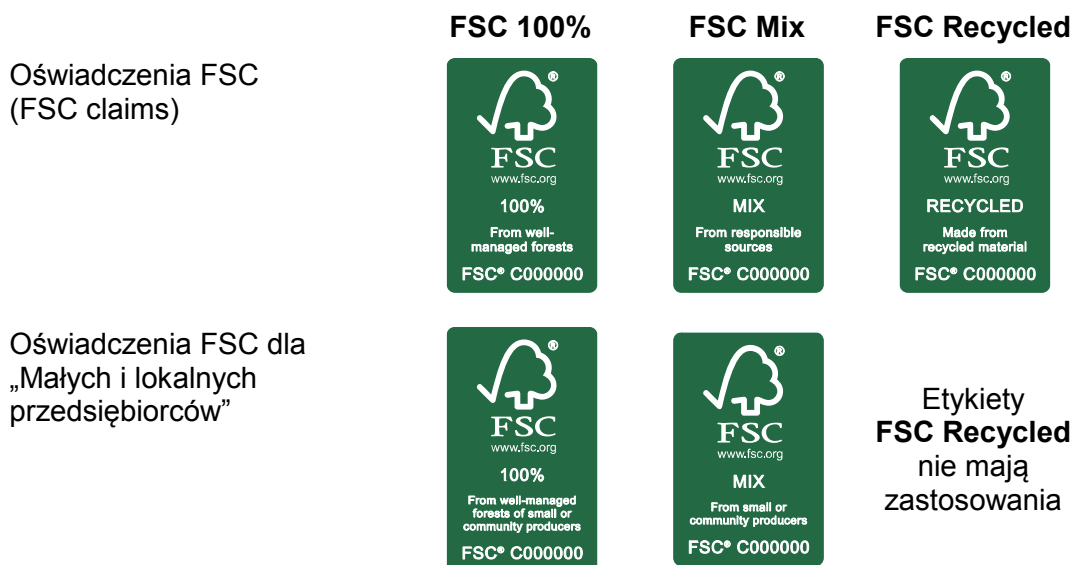 FSC 100% FSC Mix FSC Recycled
Oświadczenia FSC
(FSC claims)
®
FSC
www.fsc.org
100%
From well-
managed forests
FSC® C000000
®
FSC
www.fsc.org
MIX
From responsible
sources
FSC® C000000
®
FSC
www.fsc.org
RECYCLED
Made from
recycled material
FSC® C000000
Oświadczenia FSC dla
„Małych i lokalnych
przedsiębiorców”
®
FSC
www.fsc.org
100%
From well-managed
forests of small or
community producers
FSC® C000000
®
FSC
www.fsc.org
MIX
From small or
community producers
FSC® C000000
Etykiety
FSC Recycled
nie mają
zastosowania